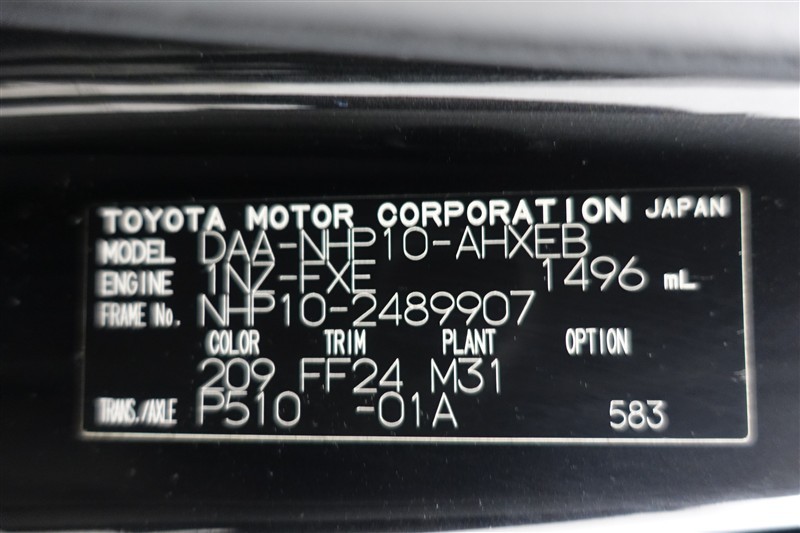 TOYOTA MOTOR CORPORATION JAPAN
MODEL DAA-NHP10-AHXEB
ENGINE 1NZ-FXE 1496 mL
FRAME No. NHP10-2489907
COLOR TRIM PLANT OPTION
209 FF24 M31
TRANS./AXLE P510 -01A 583